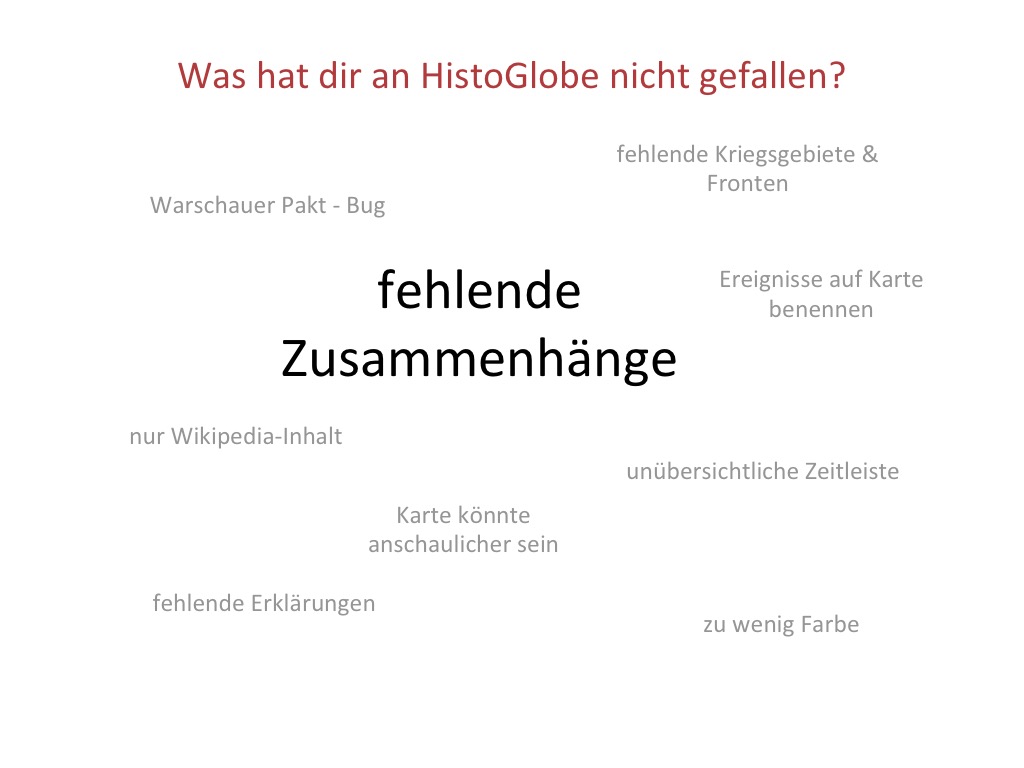 Was hat dir an HistoGlobe nicht gefallen?
fehlende Kriegsgebiete &
Fronten
Warschauer Pakt - Bug
fehlende
Zusammenhänge
Ereignisse auf Karte
benennen
nur Wikipedia-Inhalt
unübersichtliche Zeitleiste
Karte könnte
anschaulicher sein
fehlende Erklärungen
zu wenig Farbe